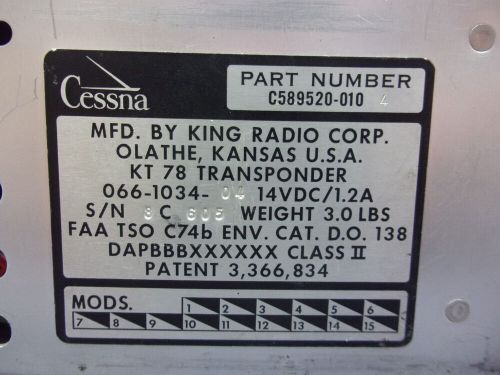 Cessna
PART NUMBER
C589520-010 4
MFD. BY KING RADIO CORP.
OLATHE, KANSAS U.S.A.
KT 78 TRANSPONDER
066-1034- 04 14VDC/1.2A
S/N 3 C 605 WEIGHT 3.0 LBS
FAA TSO C74b ENV. CAT. D.O. 138
DAPBBBXXXXXX CLASS II
PATENT 3,366,834
MODS. 1 2 3 4 5 6
7 8 9 10 11 12 13 14 15